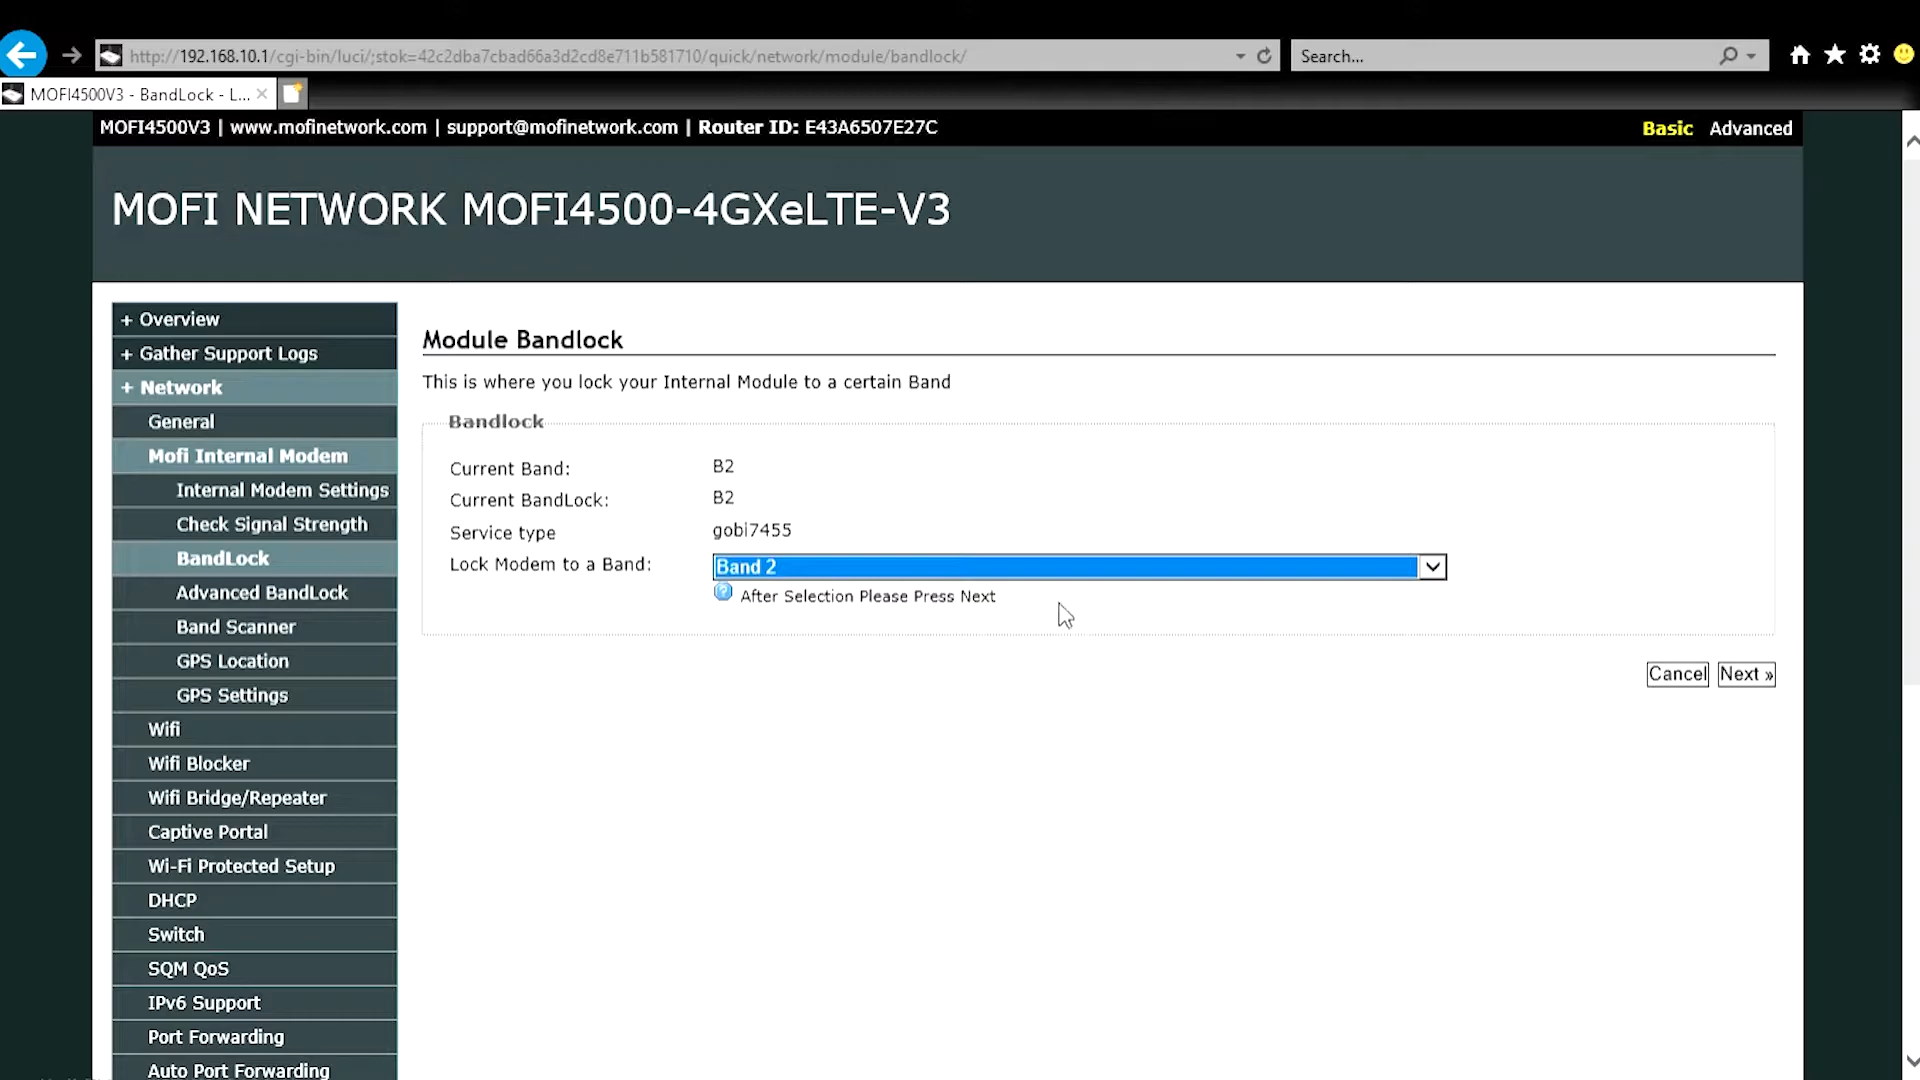 http://192.168.10.1/cgi-bin/luci/;stok=42c2dba7cbad66a3d2cd8e711b581710/quick/network/module/bandlock/
Search...
MOFI4500V3 - BandLock - L...
MOFI4500V3 | www.mofinetwork.com | support@mofinetwork.com | Router ID: E43A6507E27C
Basic Advanced
MOFI NETWORK MOFI4500-4GXeLTE-V3
+ Overview
+ Gather Support Logs
+ Network
General
Mofi Internal Modem
Internal Modem Settings
Check Signal Strength
BandLock
Advanced BandLock
Band Scanner
GPS Location
GPS Settings
Wifi
Wifi Blocker
Wifi Bridge/Repeater
Captive Portal
Wi-Fi Protected Setup
DHCP
Switch
SQM QoS
IPv6 Support
Port Forwarding
Auto Port Forwarding
Module Bandlock
This is where you lock your Internal Module to a certain Band
Bandlock
Current Band: B2
Current BandLock: B2
Service type gobi7455
Lock Modem to a Band: Band 2
After Selection Please Press Next
Cancel Next »